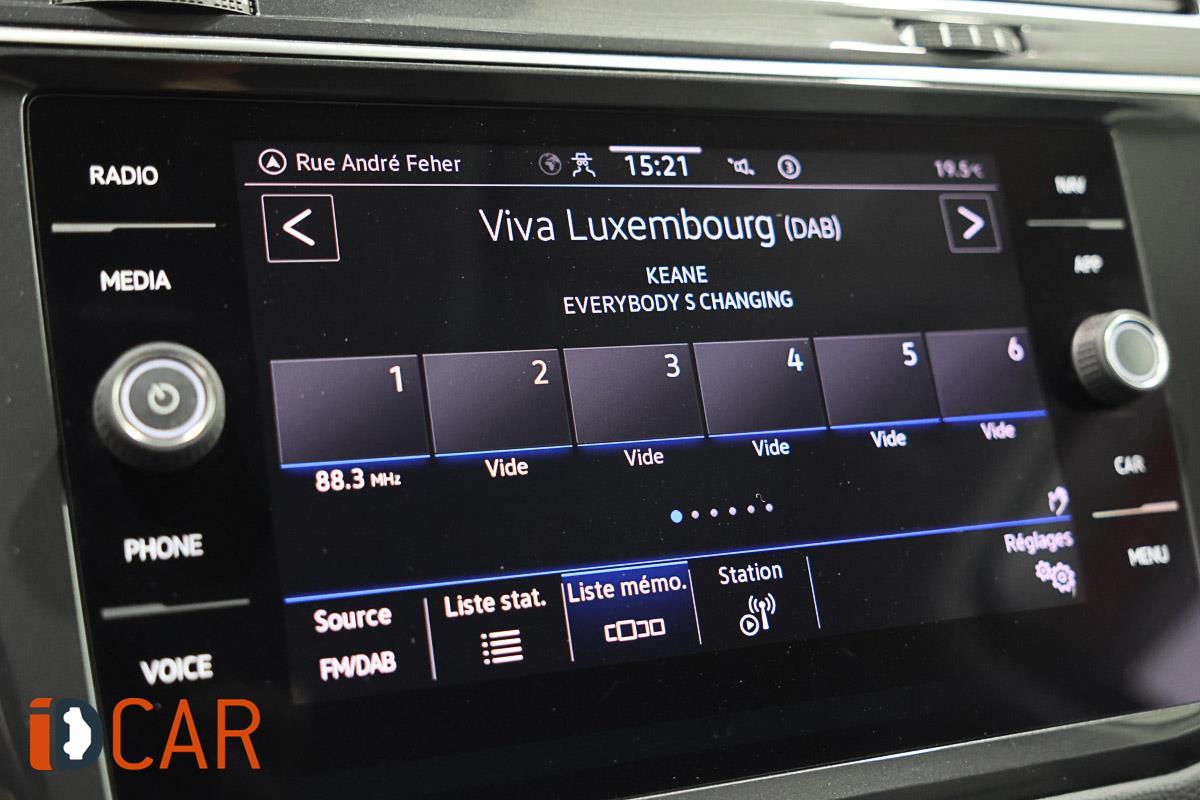 RADIO
MEDIA
PHONE
VOICE
Rue André Feher
15:21
3
19.5°C
Viva Luxembourg (DAB)
KEANE
EVERYBODY S CHANGING
1
2
3
4
5
6
88.3 MHz
Vide
Vide
Vide
Vide
Vide
Source
FM/DAB
Liste stat.
Liste mémo.
Station
Réglages
NAV
APP
CAR
MENU
iDCAR